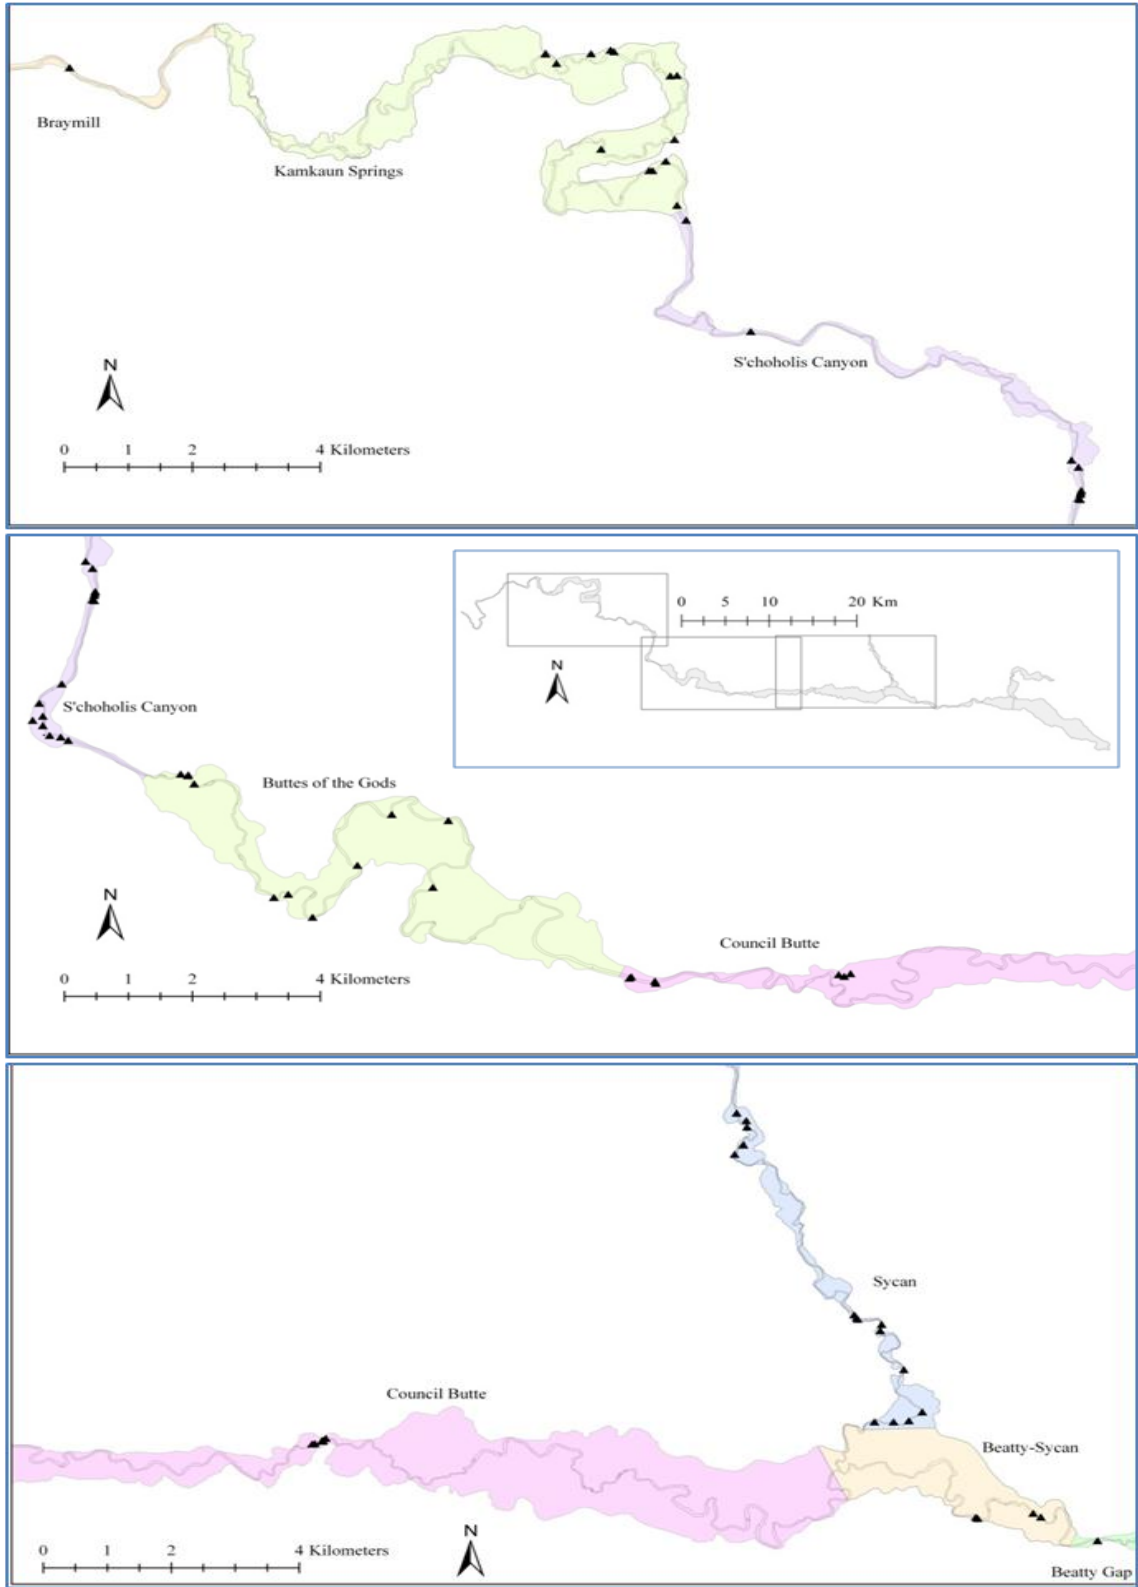 Braymill
Kamkaun Springs
S'choholis Canyon
N
0 1 2 4 Kilometers
0 5 10 20 Km
N
S'choholis Canyon
Buttes of the Gods
N
Council Butte
0 1 2 4 Kilometers
Sycan
Council Butte
Beatty-Sycan
N
0 1 2 4 Kilometers
Beatty Gap